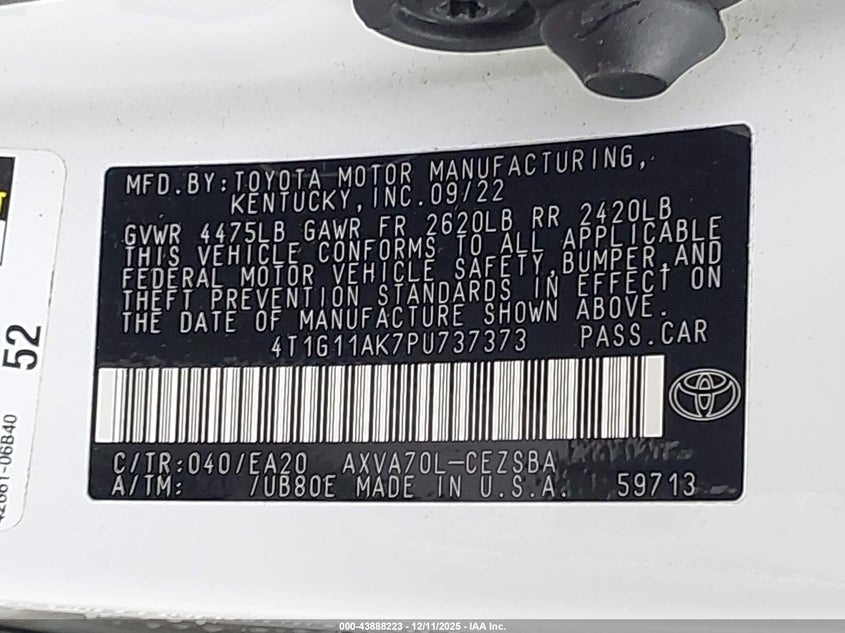 MFD.BY:TOYOTA MOTOR MANUFACTURING,
KENTUCKY,INC.09/22
GVWR 4475LB GAWR FR 2620LB RR 2420LB
THIS VEHICLE CONFORMS TO ALL APPLICABLE
FEDERAL MOTOR VEHICLE SAFETY,BUMPER,AND
THEFT PREVENTION STANDARDS IN EFFECT ON
THE DATE OF MANUFACTURE SHOWN ABOVE.
4T1G11AK7PU737373 PASS.CAR
C/TR:040/EA20 AXVA70L-CEZSBA
A/TM: /UB80E MADE IN U.S.A. 59713
52
42661-06B40
000-43888223 - 12/11/2025 - IAA Inc.